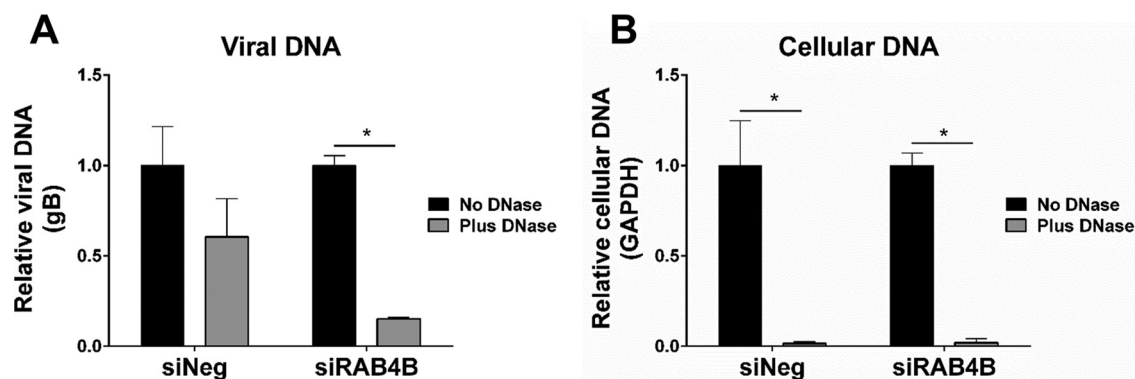 A
Viral DNA
Relative viral DNA
(gB)
1.5
1.0
0.5
0.0
*
siNeg
siRAB4B
No DNase
Plus DNase
B
Cellular DNA
Relative cellular DNA
(GAPDH)
1.5
1.0
0.5
0.0
*
*
siNeg
siRAB4B
No DNase
Plus DNase